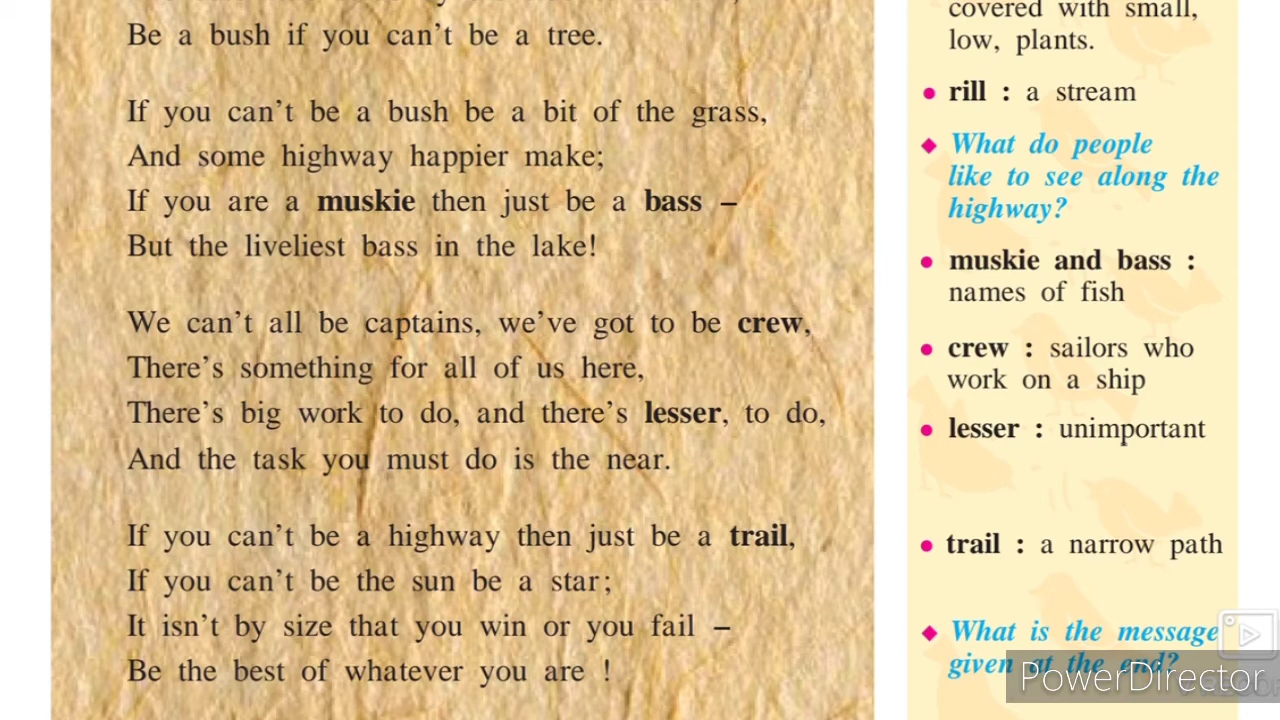 Be a bush if you can't be a tree.
If you can't be a bush be a bit of the grass,
And some highway happier make;
If you are a muskie then just be a bass –
But the liveliest bass in the lake!
We can't all be captains, we've got to be crew,
There's something for all of us here,
There's big work to do, and there's lesser, to do,
And the task you must do is the near.
If you can't be a highway then just be a trail,
If you can't be the sun be a star;
It isn't by size that you win or you fail –
Be the best of whatever you are !
covered with small,
low, plants.
rill : a stream
What do people
like to see along the
highway?
muskie and bass :
names of fish
crew : sailors who
work on a ship
lesser : unimportant
trail : a narrow path
What is the message
given at the end?
PowerDirector